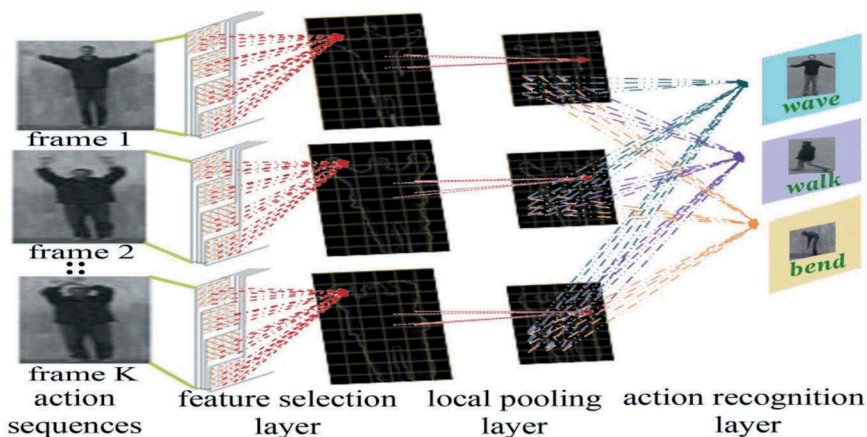 frame 1
frame 2
frame K
wave
walk
bend
action sequences
feature selection layer
local pooling layer
action recognition layer